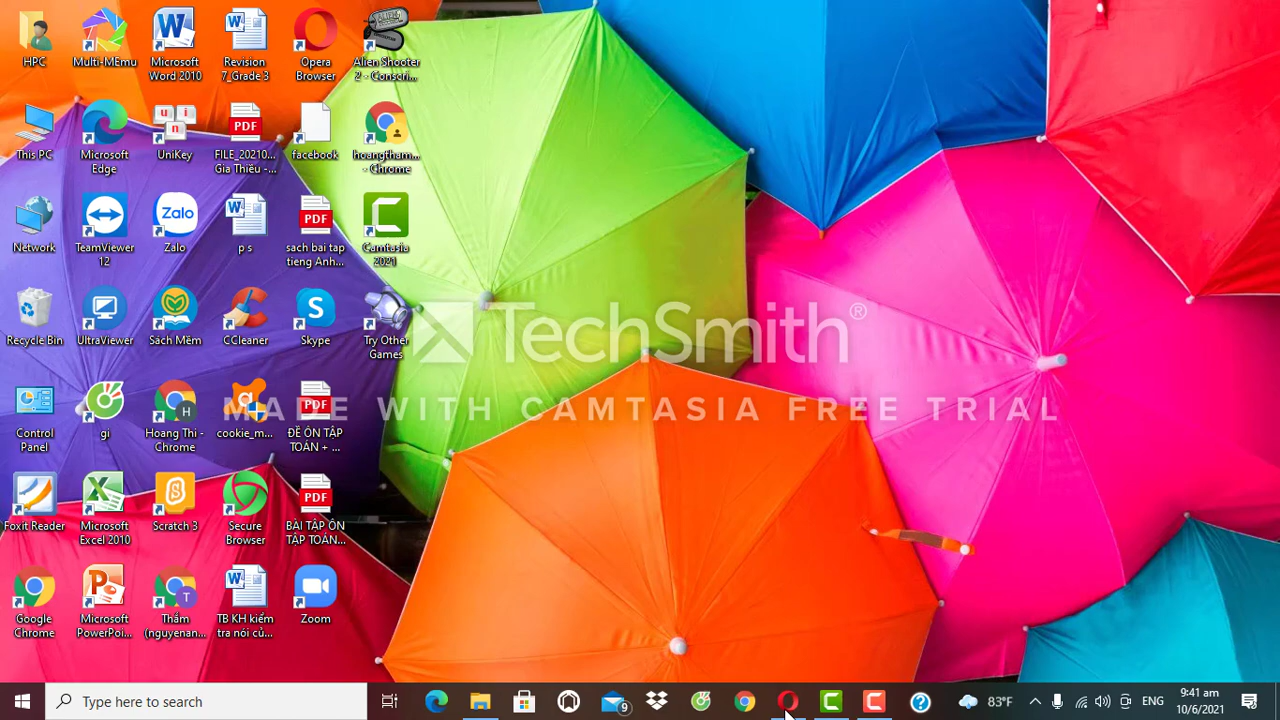 HPC
Multi-MEmu
Microsoft
Word 2010
Revision
7_Grade 3
Opera
Browser
Alien Shooter
2 - Conscri...
This PC
Microsoft
Edge
u i
n
UniKey
PDF
FILE_20210...
Gia Thiều -...
facebook
hoangtham...
- Chrome
Network
TeamViewer
12
Zalo
Zalo
p s
PDF
sach bai tap
tieng Anh...
Camtasia
2021
Recycle Bin
UltraViewer
Sách Mềm
CCleaner
Skype
Try Other
Games
TechSmith®
MADE WITH CAMTASIA FREE TRIAL
Control
Panel
gi
H
Hoang Thi -
Chrome
cookie_m...
PDF
ĐỀ ÔN TẬP
TOÁN + ...
Foxit Reader
Microsoft
Excel 2010
Scratch 3
Secure
Browser
PDF
BÀI TẬP ÔN
TẬP TOÁN...
Google
Chrome
Microsoft
PowerPoi...
T
Thắm
(nguyenan...
TB KH kiểm
tra nói củ...
Zoom
Type here to search
9
83°F
ENG
9:41 am
10/6/2021